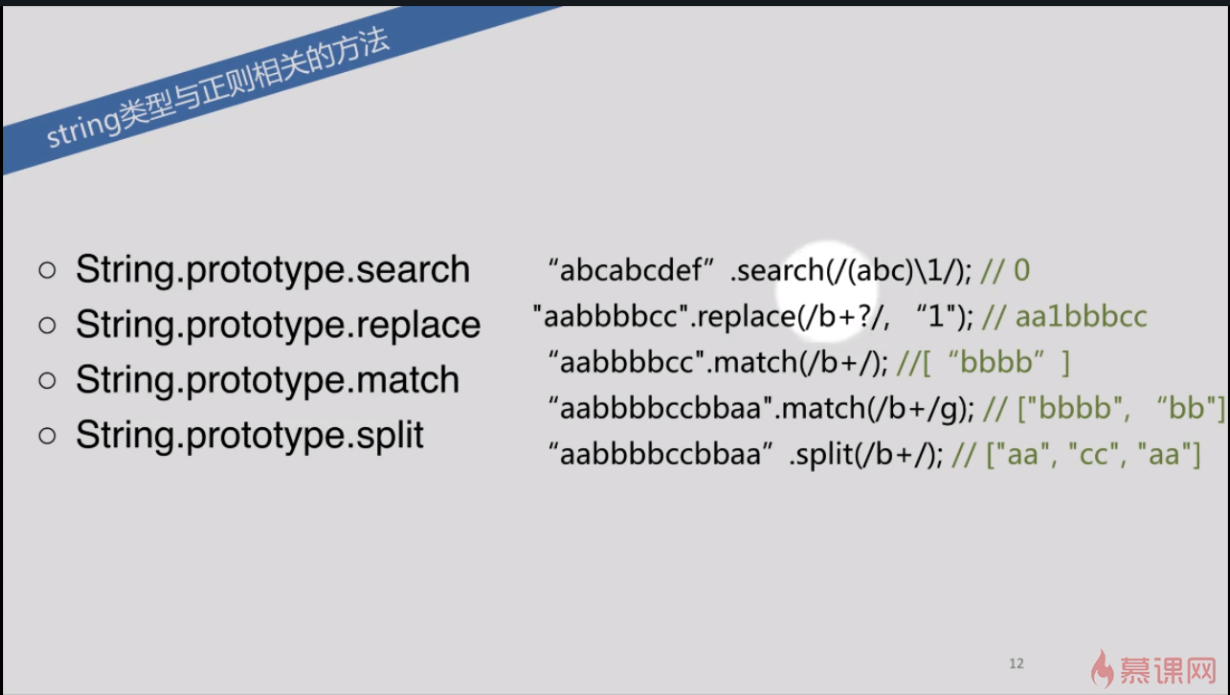 string类型与正则相关的方法
○ String.prototype.search
○ String.prototype.replace
○ String.prototype.match
○ String.prototype.split
“abcabcdef” .search(/(abc)\1/); // 0
"aabbbbcc".replace(/b+?/, “1"); // aa1bbbcc
“aabbbbcc".match(/b+/); //[ “bbbb” ]
“aabbbbccbbaa".match(/b+/g); // ["bbbb", “bb"]
“aabbbbccbbaa” .split(/b+/); // ["aa", "cc", "aa"]
12
慕课网